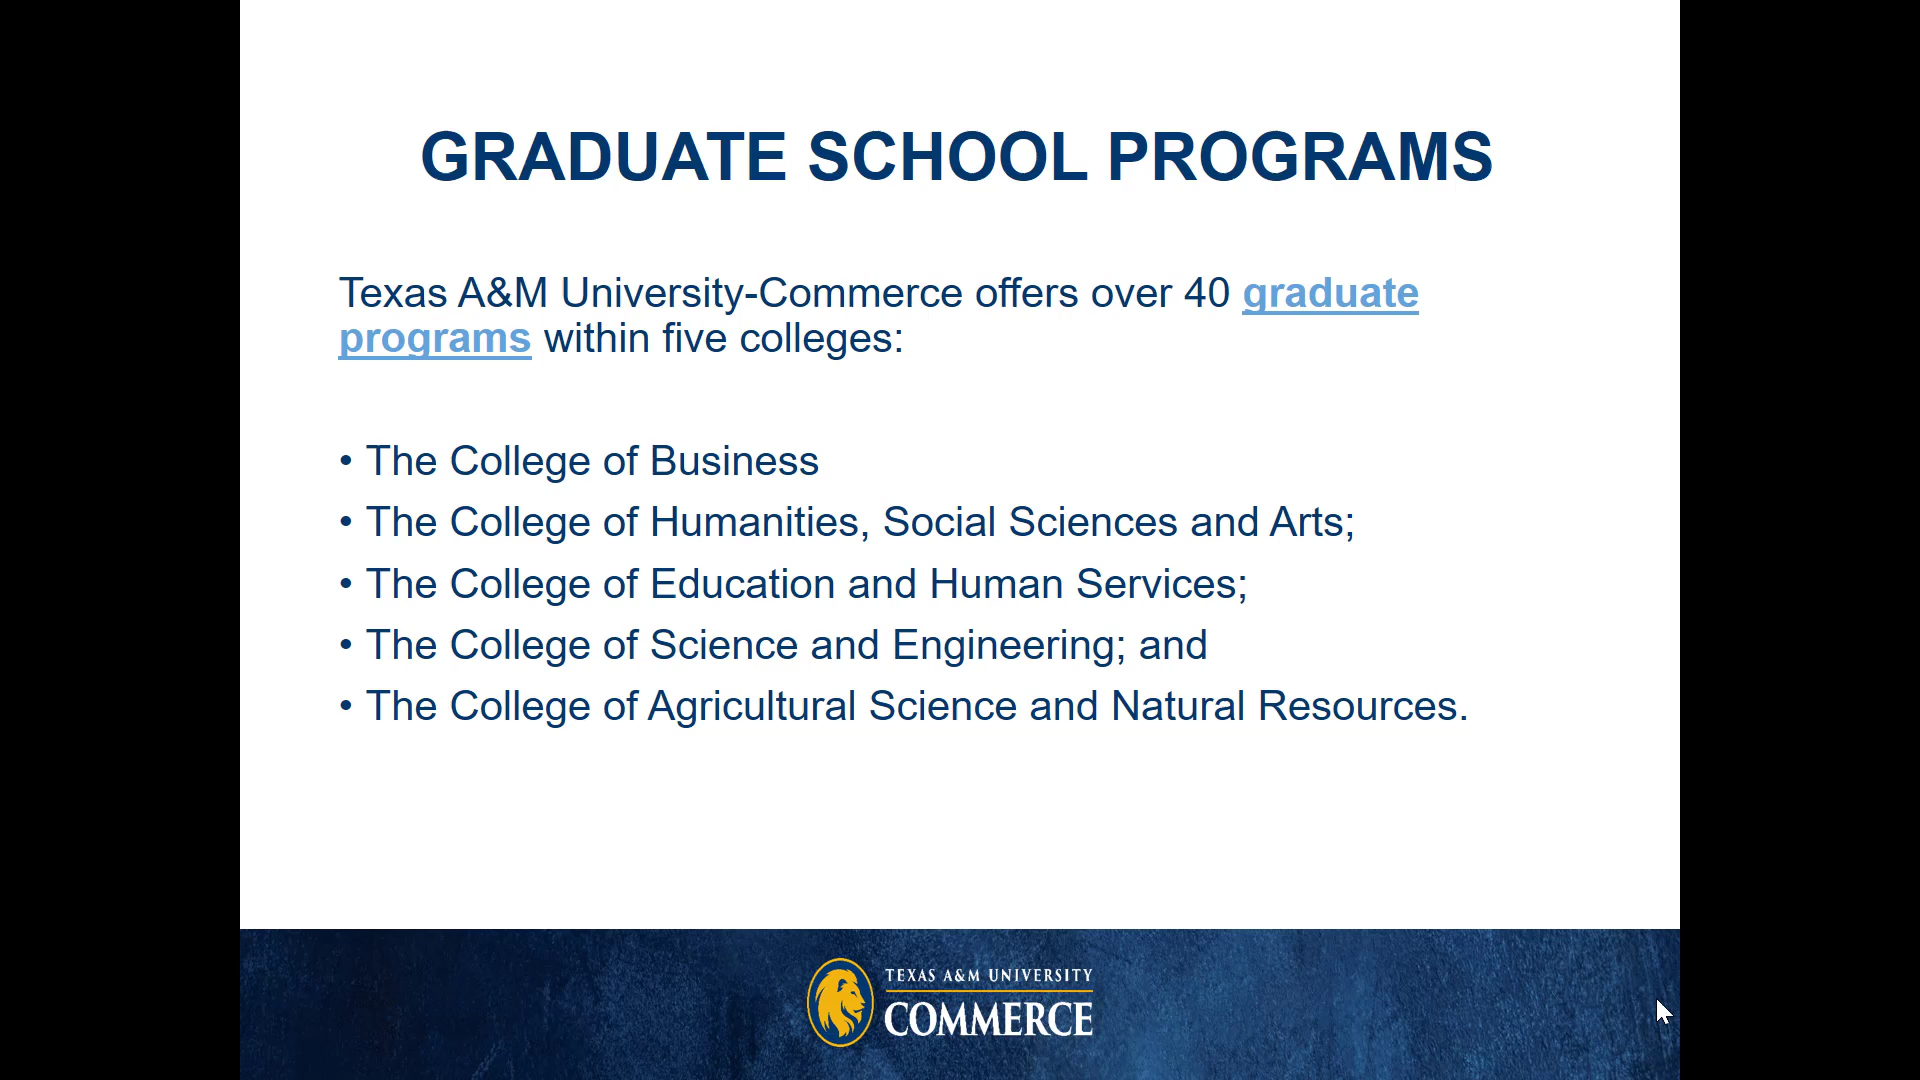 GRADUATE SCHOOL PROGRAMS
Texas A&M University-Commerce offers over 40 graduate
programs within five colleges:
• The College of Business
• The College of Humanities, Social Sciences and Arts;
• The College of Education and Human Services;
• The College of Science and Engineering; and
• The College of Agricultural Science and Natural Resources.
TEXAS A&M UNIVERSITY
COMMERCE